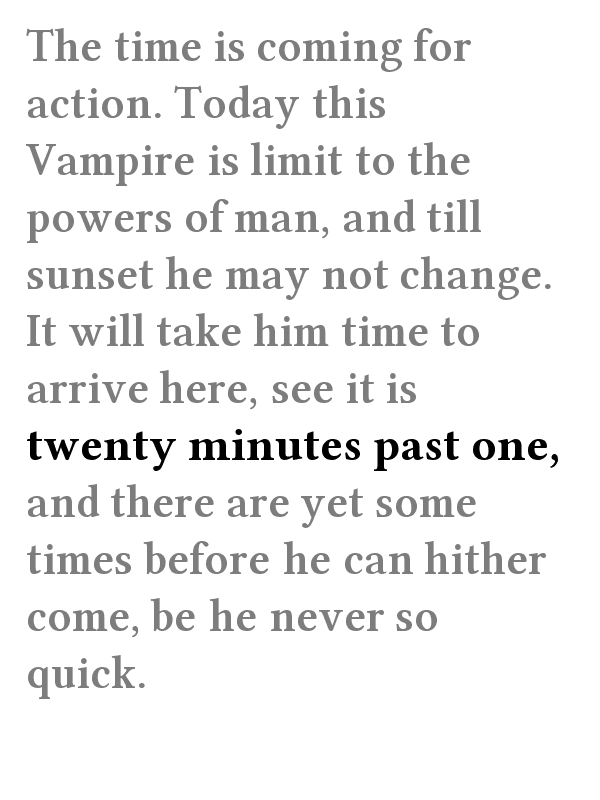 The time is coming for
action. Today this
Vampire is limit to the
powers of man, and till
sunset he may not change.
It will take him time to
arrive here, see it is
twenty minutes past one,
and there are yet some
times before he can hither
come, be he never so
quick.